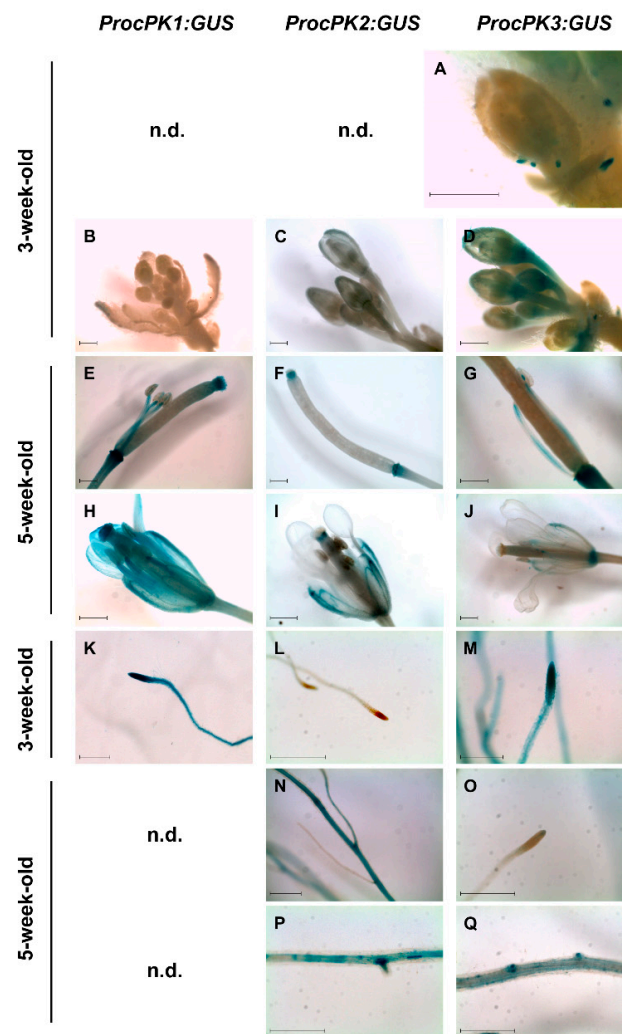 ProcPK1:GUS ProcPK2:GUS ProcPK3:GUS
3-week-old
n.d. n.d. A
B C D
5-week-old
E F G
H I J
3-week-old
K L M
5-week-old
n.d. N O
n.d. P Q